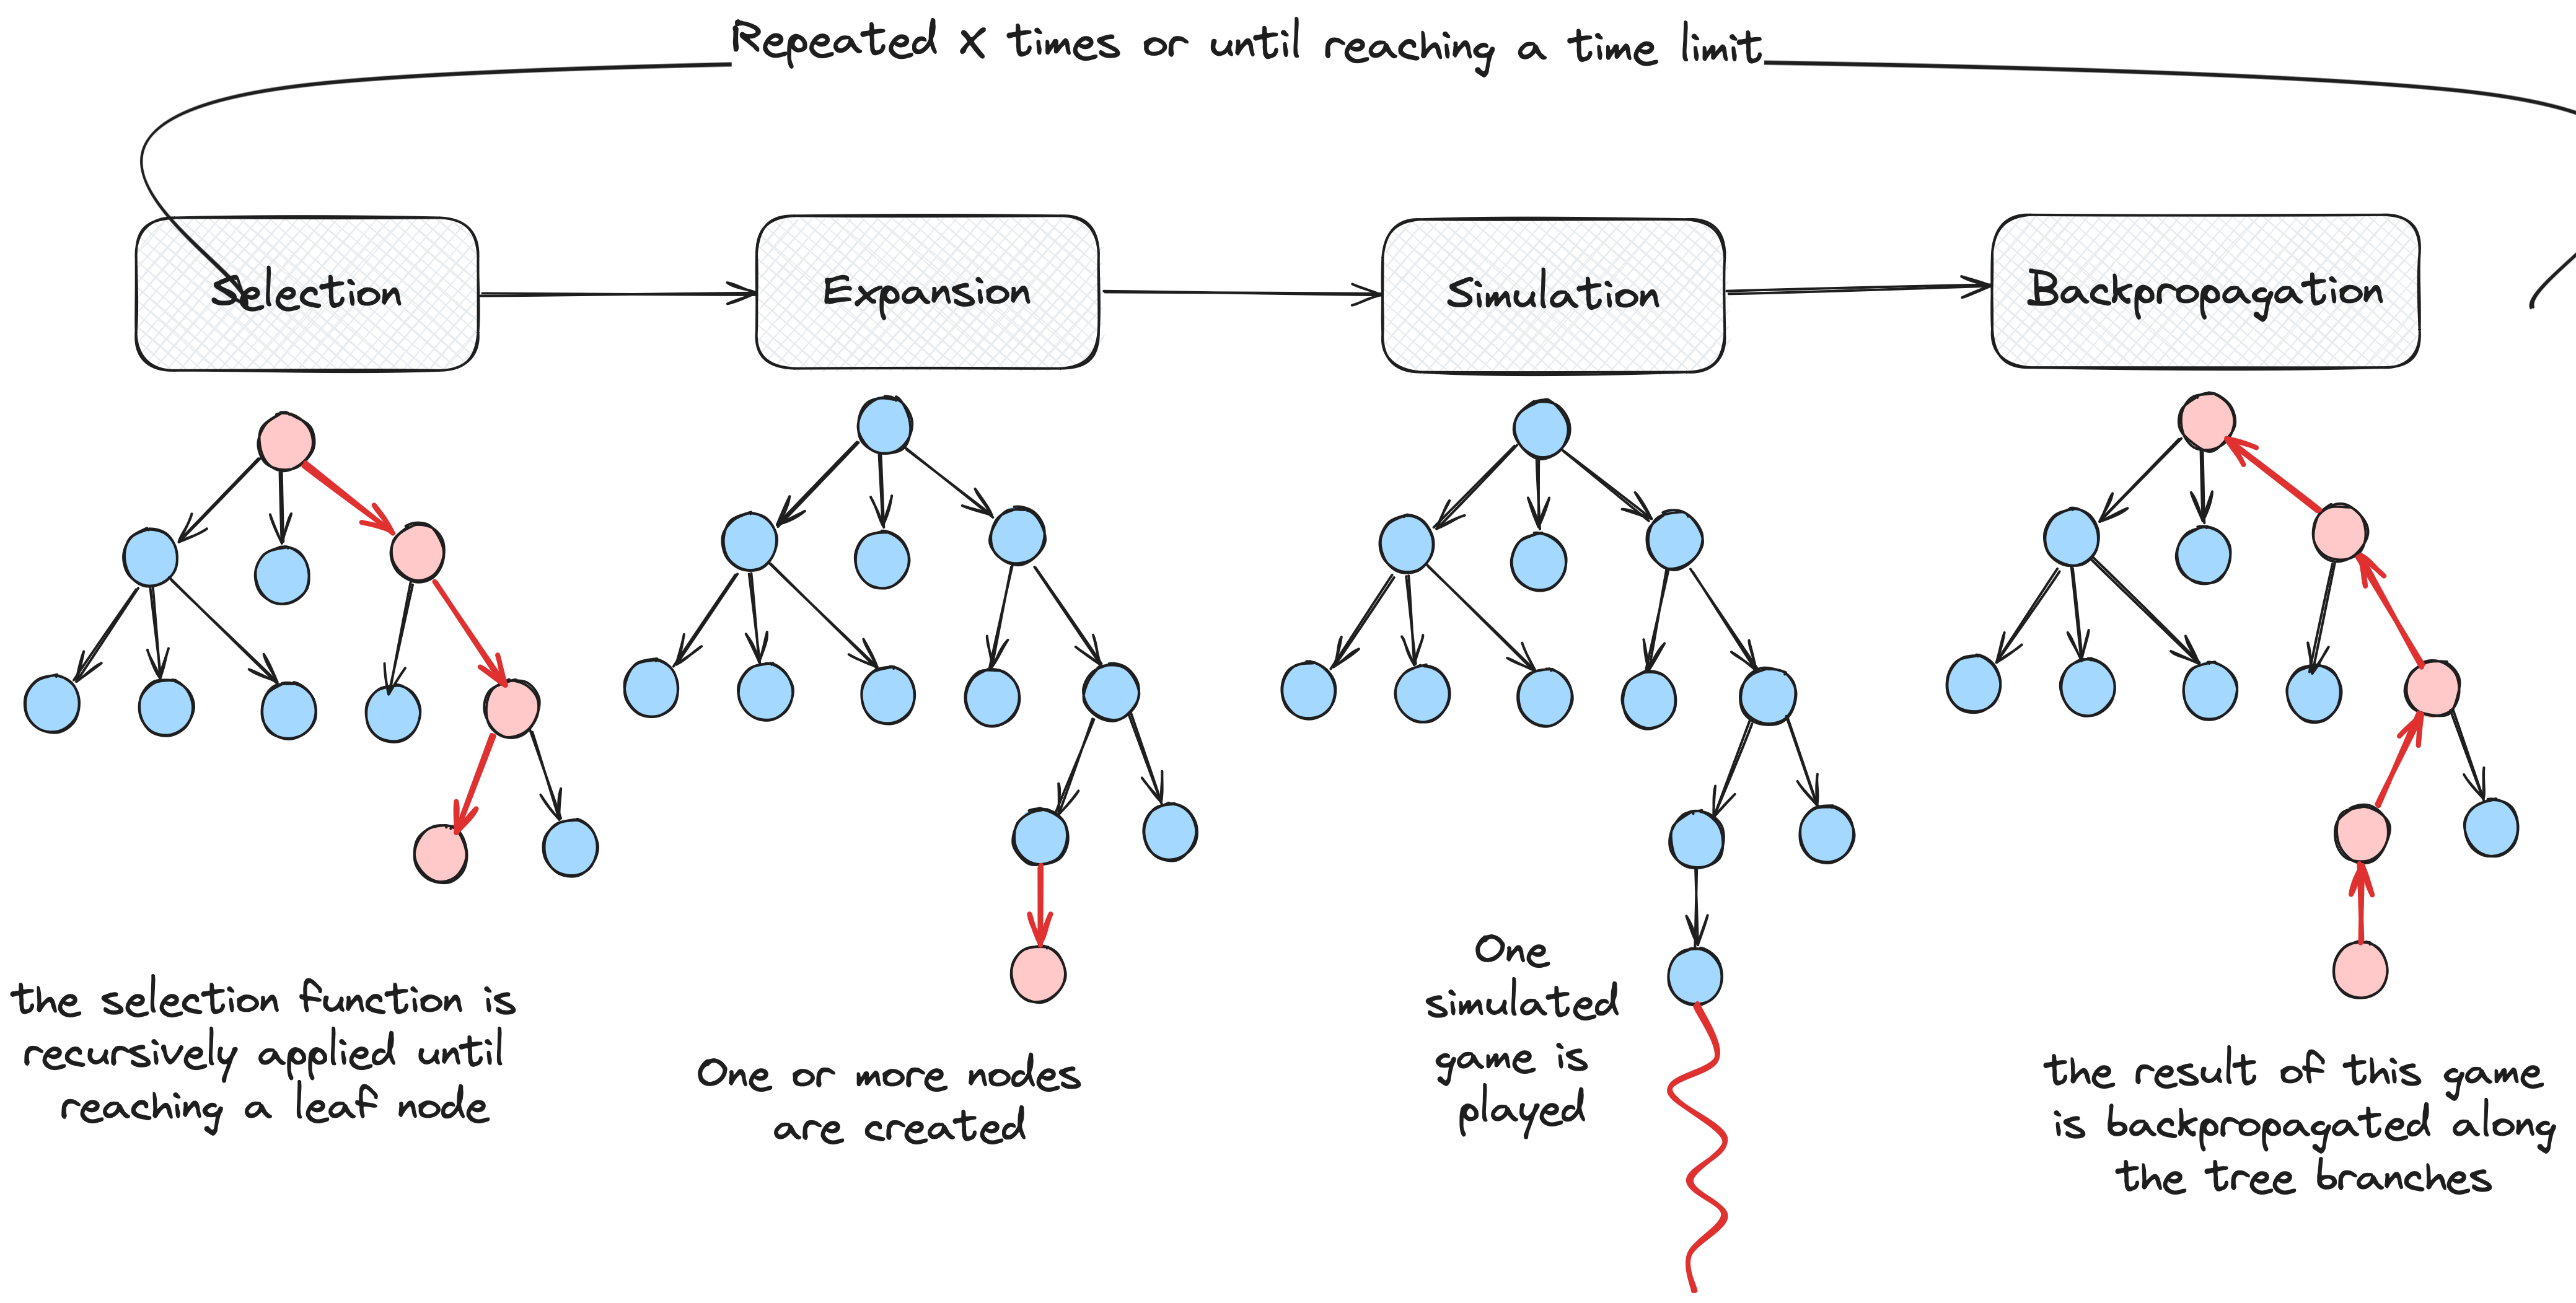 Repeated X times or until reaching a time limit
Selection
Expansion
Simulation
Backpropagation
the selection function is
recursively applied until
reaching a leaf node
One or more nodes
are created
One
simulated
game is
played
the result of this game
is backpropagated along
the tree branches